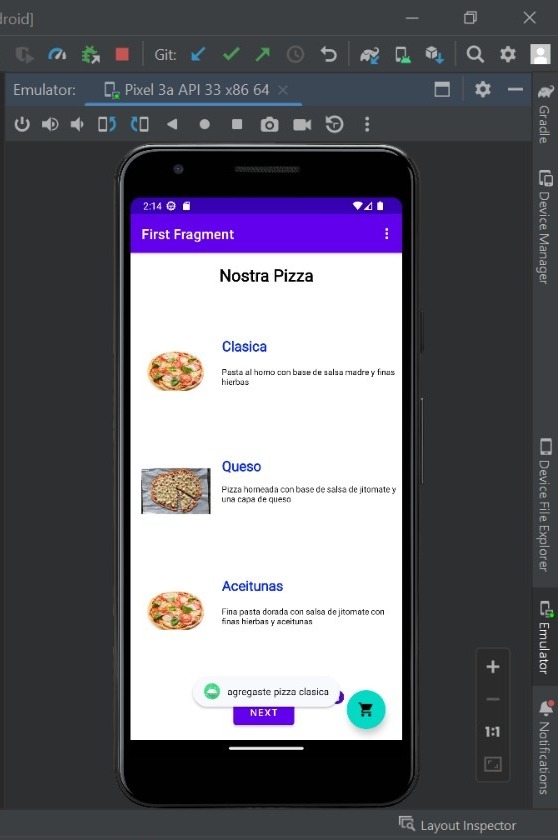 droid]
Git:
Emulator:
Pixel 3a API 33 x86 64
Gradle
Device Manager
2:14
First Fragment
Nostra Pizza
Clasica
Pasta al horno con base de salsa madre y finas
hierbas
Queso
Pizza horneada con base de salsa de jitomate y
una capa de queso
Aceitunas
Fina pasta dorada con salsa de jitomate con
finas hierbas y aceitunas
agregaste pizza clasica
NEXT
Device File Explorer
Emulator
1:1
Notifications
Layout Inspector